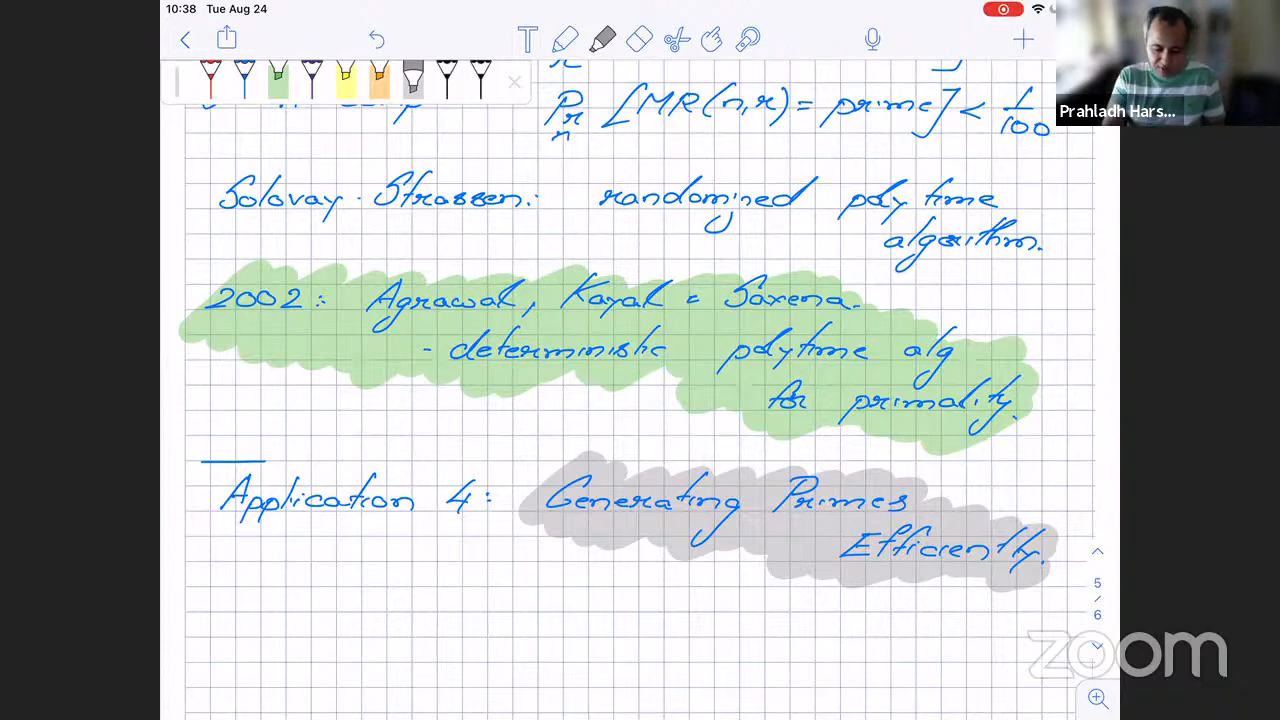 10:38 Tue Aug 24
Prahladh Hars...
Pr [MR(n,r) = prime] < 1/100
r
Solovay - Strassen: randomized poly time
algorithm.
2002: Agrawal, Kayal & Saxena.
- deterministic polytime alg
for primality.
Application 4: Generating Primes
Efficiently.
5
6
zoom